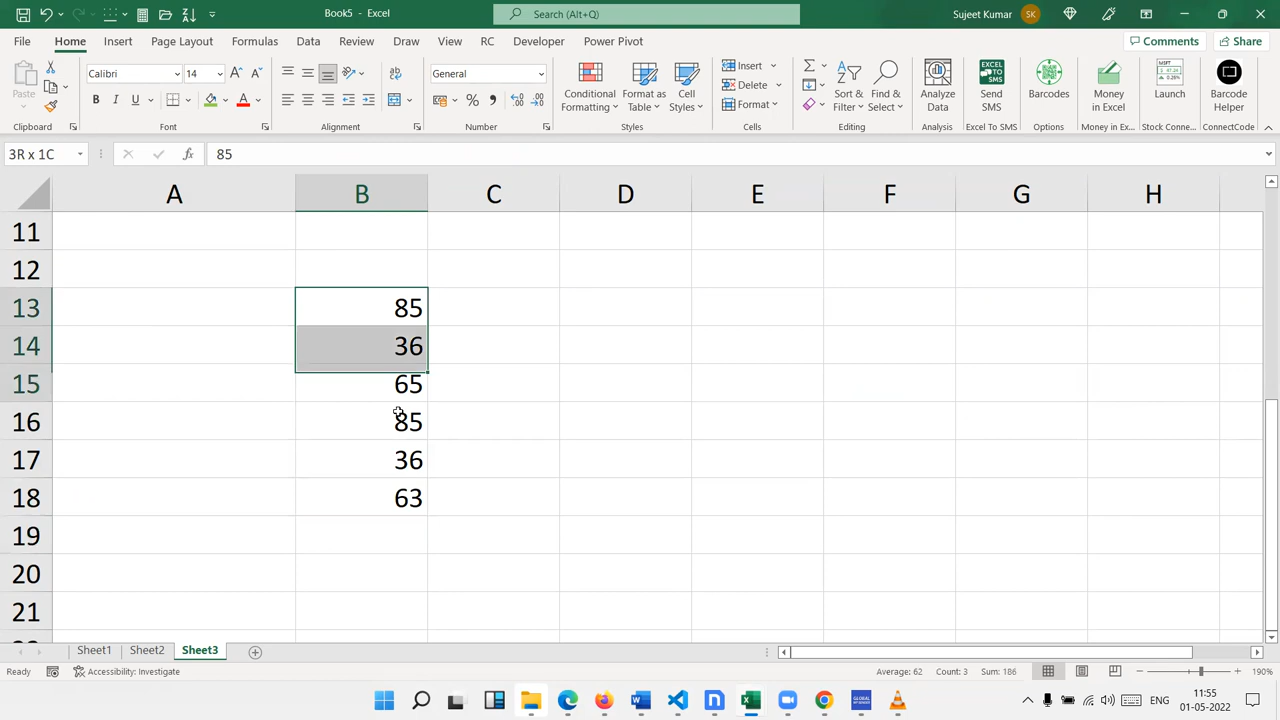 Book5 - Excel
Search (Alt+Q)
Sujeet Kumar
SK
File Home Insert Page Layout Formulas Data Review View Draw RC Developer Power Pivot
Comments
Share
Paste
Calibri
14
General
Conditional Formatting
Format as Table
Cell Styles
Insert
Delete
Format
Sort & Filter
Find & Select
Analyze Data
Send SMS
Barcodes
Money in Excel
Launch
Barcode Helper
Clipboard
Font
Alignment
Number
Styles
Cells
Editing
Analysis
Excel To SMS
Options
Money in Ex...
Stock Conne...
ConnectCode
3R x 1C
fx
85
A B C D E F G H
11
12
13 85
14 36
15 65
16 85
17 36
18 63
19
20
21
Sheet1 Sheet2 Sheet3
Ready
Accessibility: Investigate
Average: 62 Count: 3 Sum: 186
190%
ENG
11:55
01-05-2022